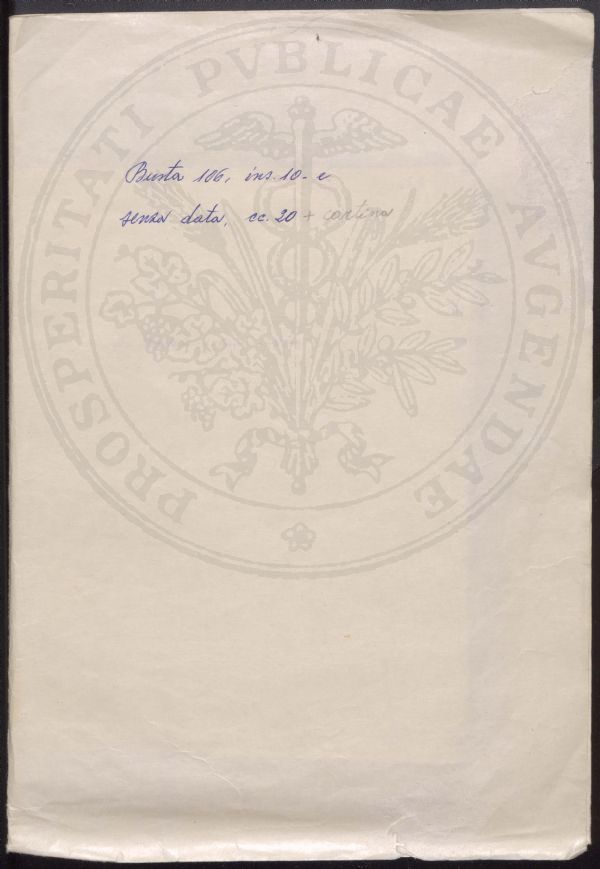 Busta 106, ins. 10-c
senza data, cc. 20 + cartina
PROSPERITATI PVBLICAE AVGENDAE